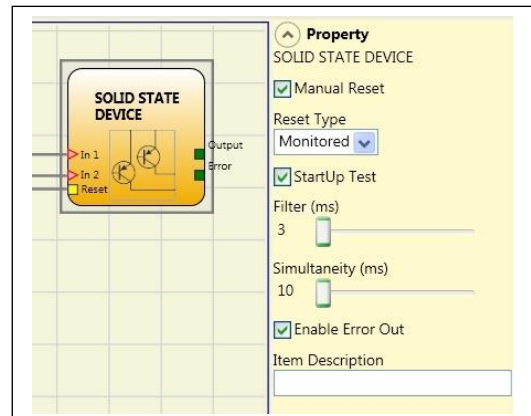 SOLID STATE
DEVICE
In 1
In 2
Reset
Output
Error
Property
SOLID STATE DEVICE
Manual Reset
Reset Type
Monitored
StartUp Test
Filter (ms)
3
Simultaneity (ms)
10
Enable Error Out
Item Description